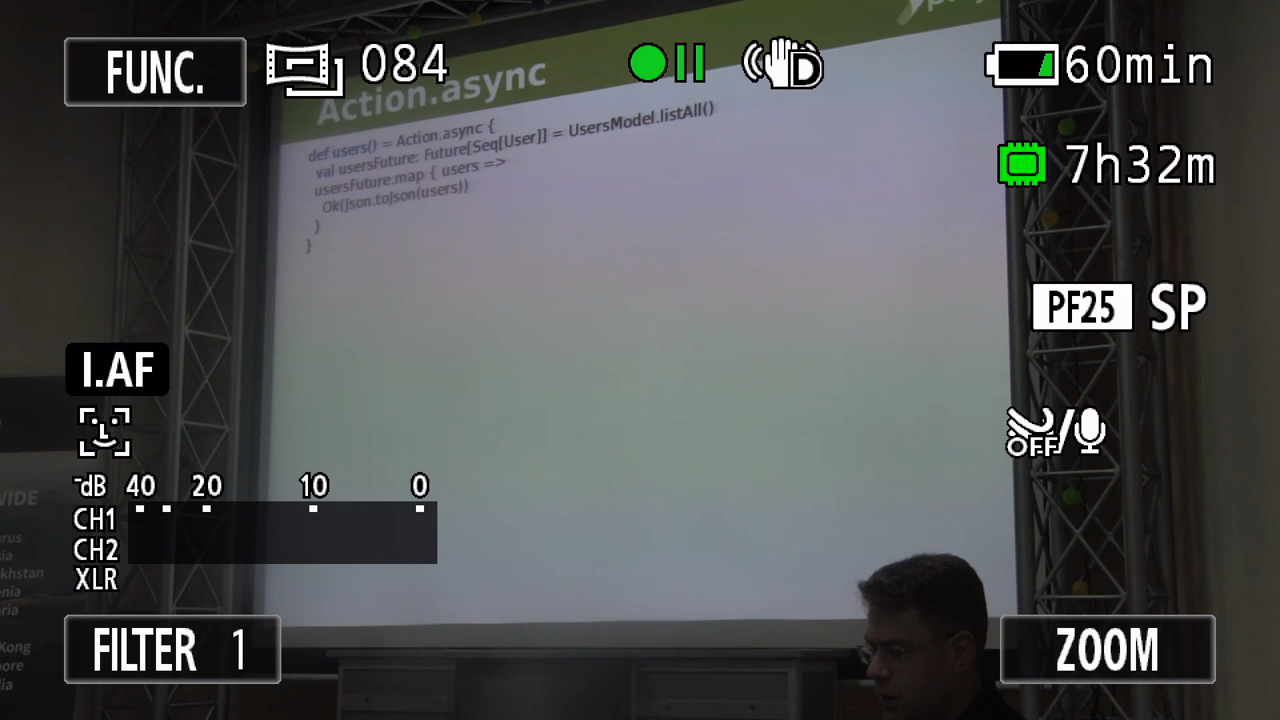 FUNC.
084
60min
7h32m
Action.async
def users() = Action.async {
val usersFuture: Future[Seq[User]] = UsersModel.listAll()
usersFuture.map { users =>
Ok(Json.toJson(users))
}
}
PF25 SP
I.AF
OFF
-dB 40 20 10 0
CH1
CH2
XLR
FILTER 1
ZOOM
Kong